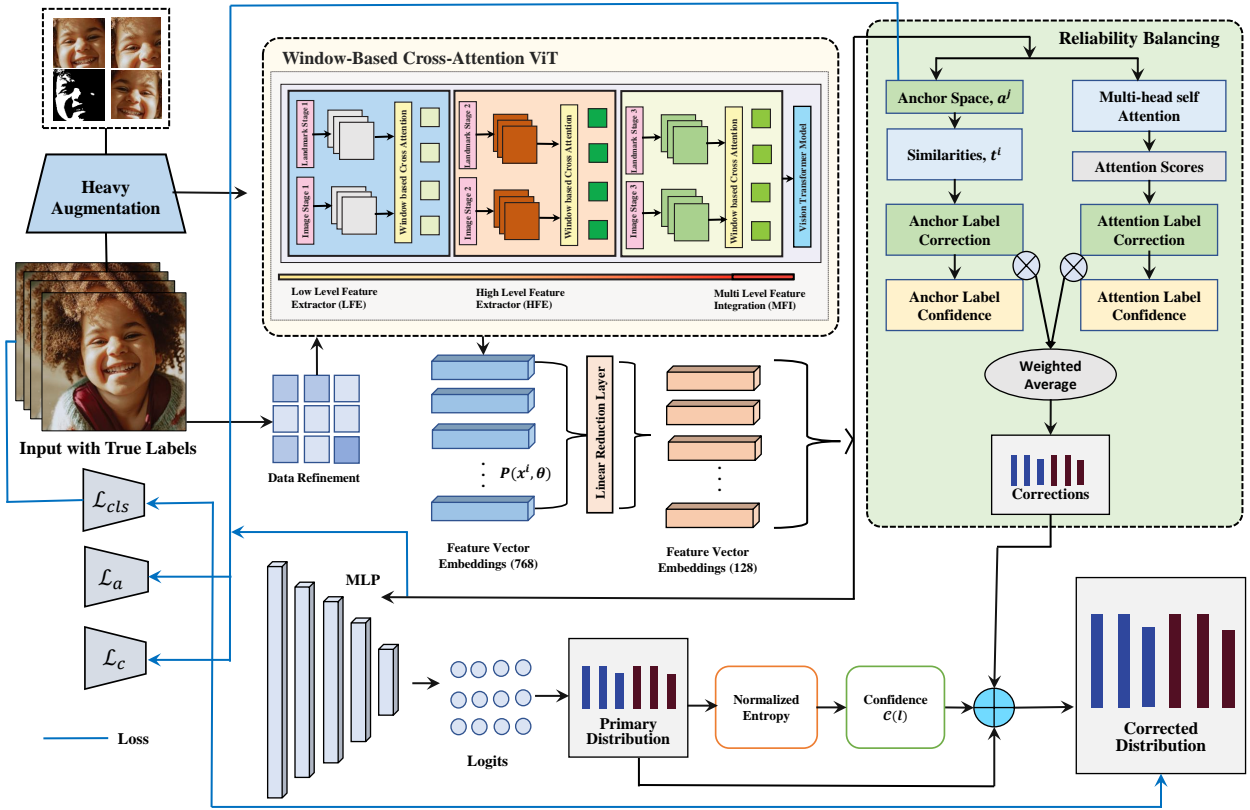 Window-Based Cross-Attention ViT
Landmark Stage 1
Image Stage 1
Window based Cross Attention
Landmark Stage 2
Image Stage 2
Window based Cross Attention
Landmark Stage 3
Image Stage 3
Window based Cross Attention
Vision Transformer Model
Low Level Feature
Extractor (LFE)
High Level Feature
Extractor (HFE)
Multi Level Feature
Integration (MFI)
Heavy
Augmentation
Input with True Labels
Data Refinement
P(x^i, θ)
Linear Reduction Layer
Feature Vector
Embeddings (768)
Feature Vector
Embeddings (128)
Reliability Balancing
Anchor Space, a^j
Similarities, t^i
Anchor Label
Correction
Anchor Label
Confidence
Multi-head self
Attention
Attention Scores
Attention Label
Correction
Attention Label
Confidence
Weighted
Average
Corrections
ℒ_cls
ℒ_a
ℒ_c
Loss
MLP
Logits
Primary
Distribution
Normalized
Entropy
Confidence
𝒞(l)
Corrected
Distribution